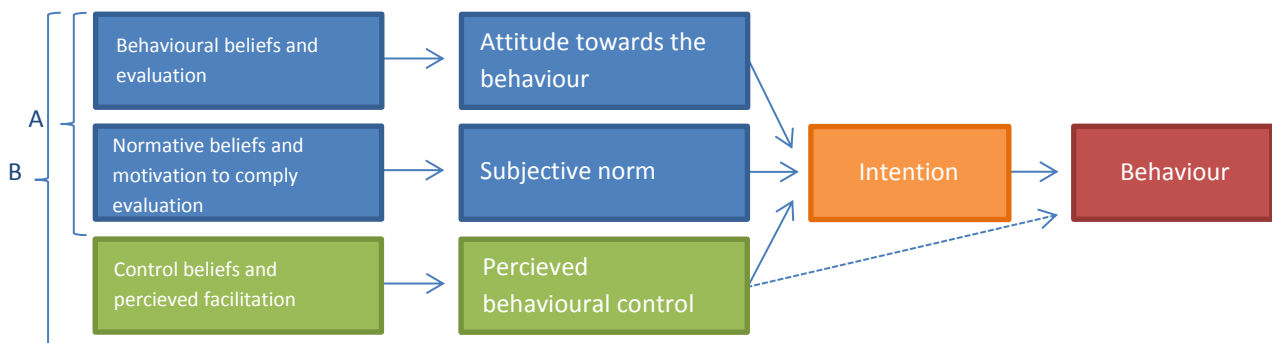 Behavioural beliefs and
evaluation
Attitude towards the
behaviour
A
B
Normative beliefs and
motivation to comply
evaluation
Subjective norm
Intention
Behaviour
Control beliefs and
percieved facilitation
Percieved
behavioural control